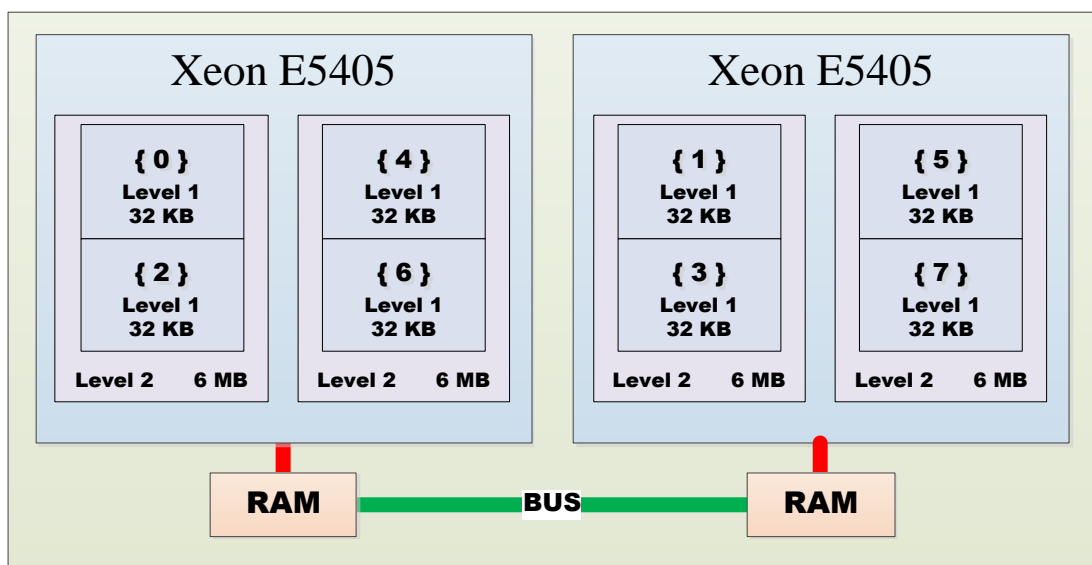 Xeon E5405
{ 0 }
Level 1
32 KB
{ 2 }
Level 1
32 KB
Level 2 6 MB
{ 4 }
Level 1
32 KB
{ 6 }
Level 1
32 KB
Level 2 6 MB
Xeon E5405
{ 1 }
Level 1
32 KB
{ 3 }
Level 1
32 KB
Level 2 6 MB
{ 5 }
Level 1
32 KB
{ 7 }
Level 1
32 KB
Level 2 6 MB
RAM
BUS
RAM